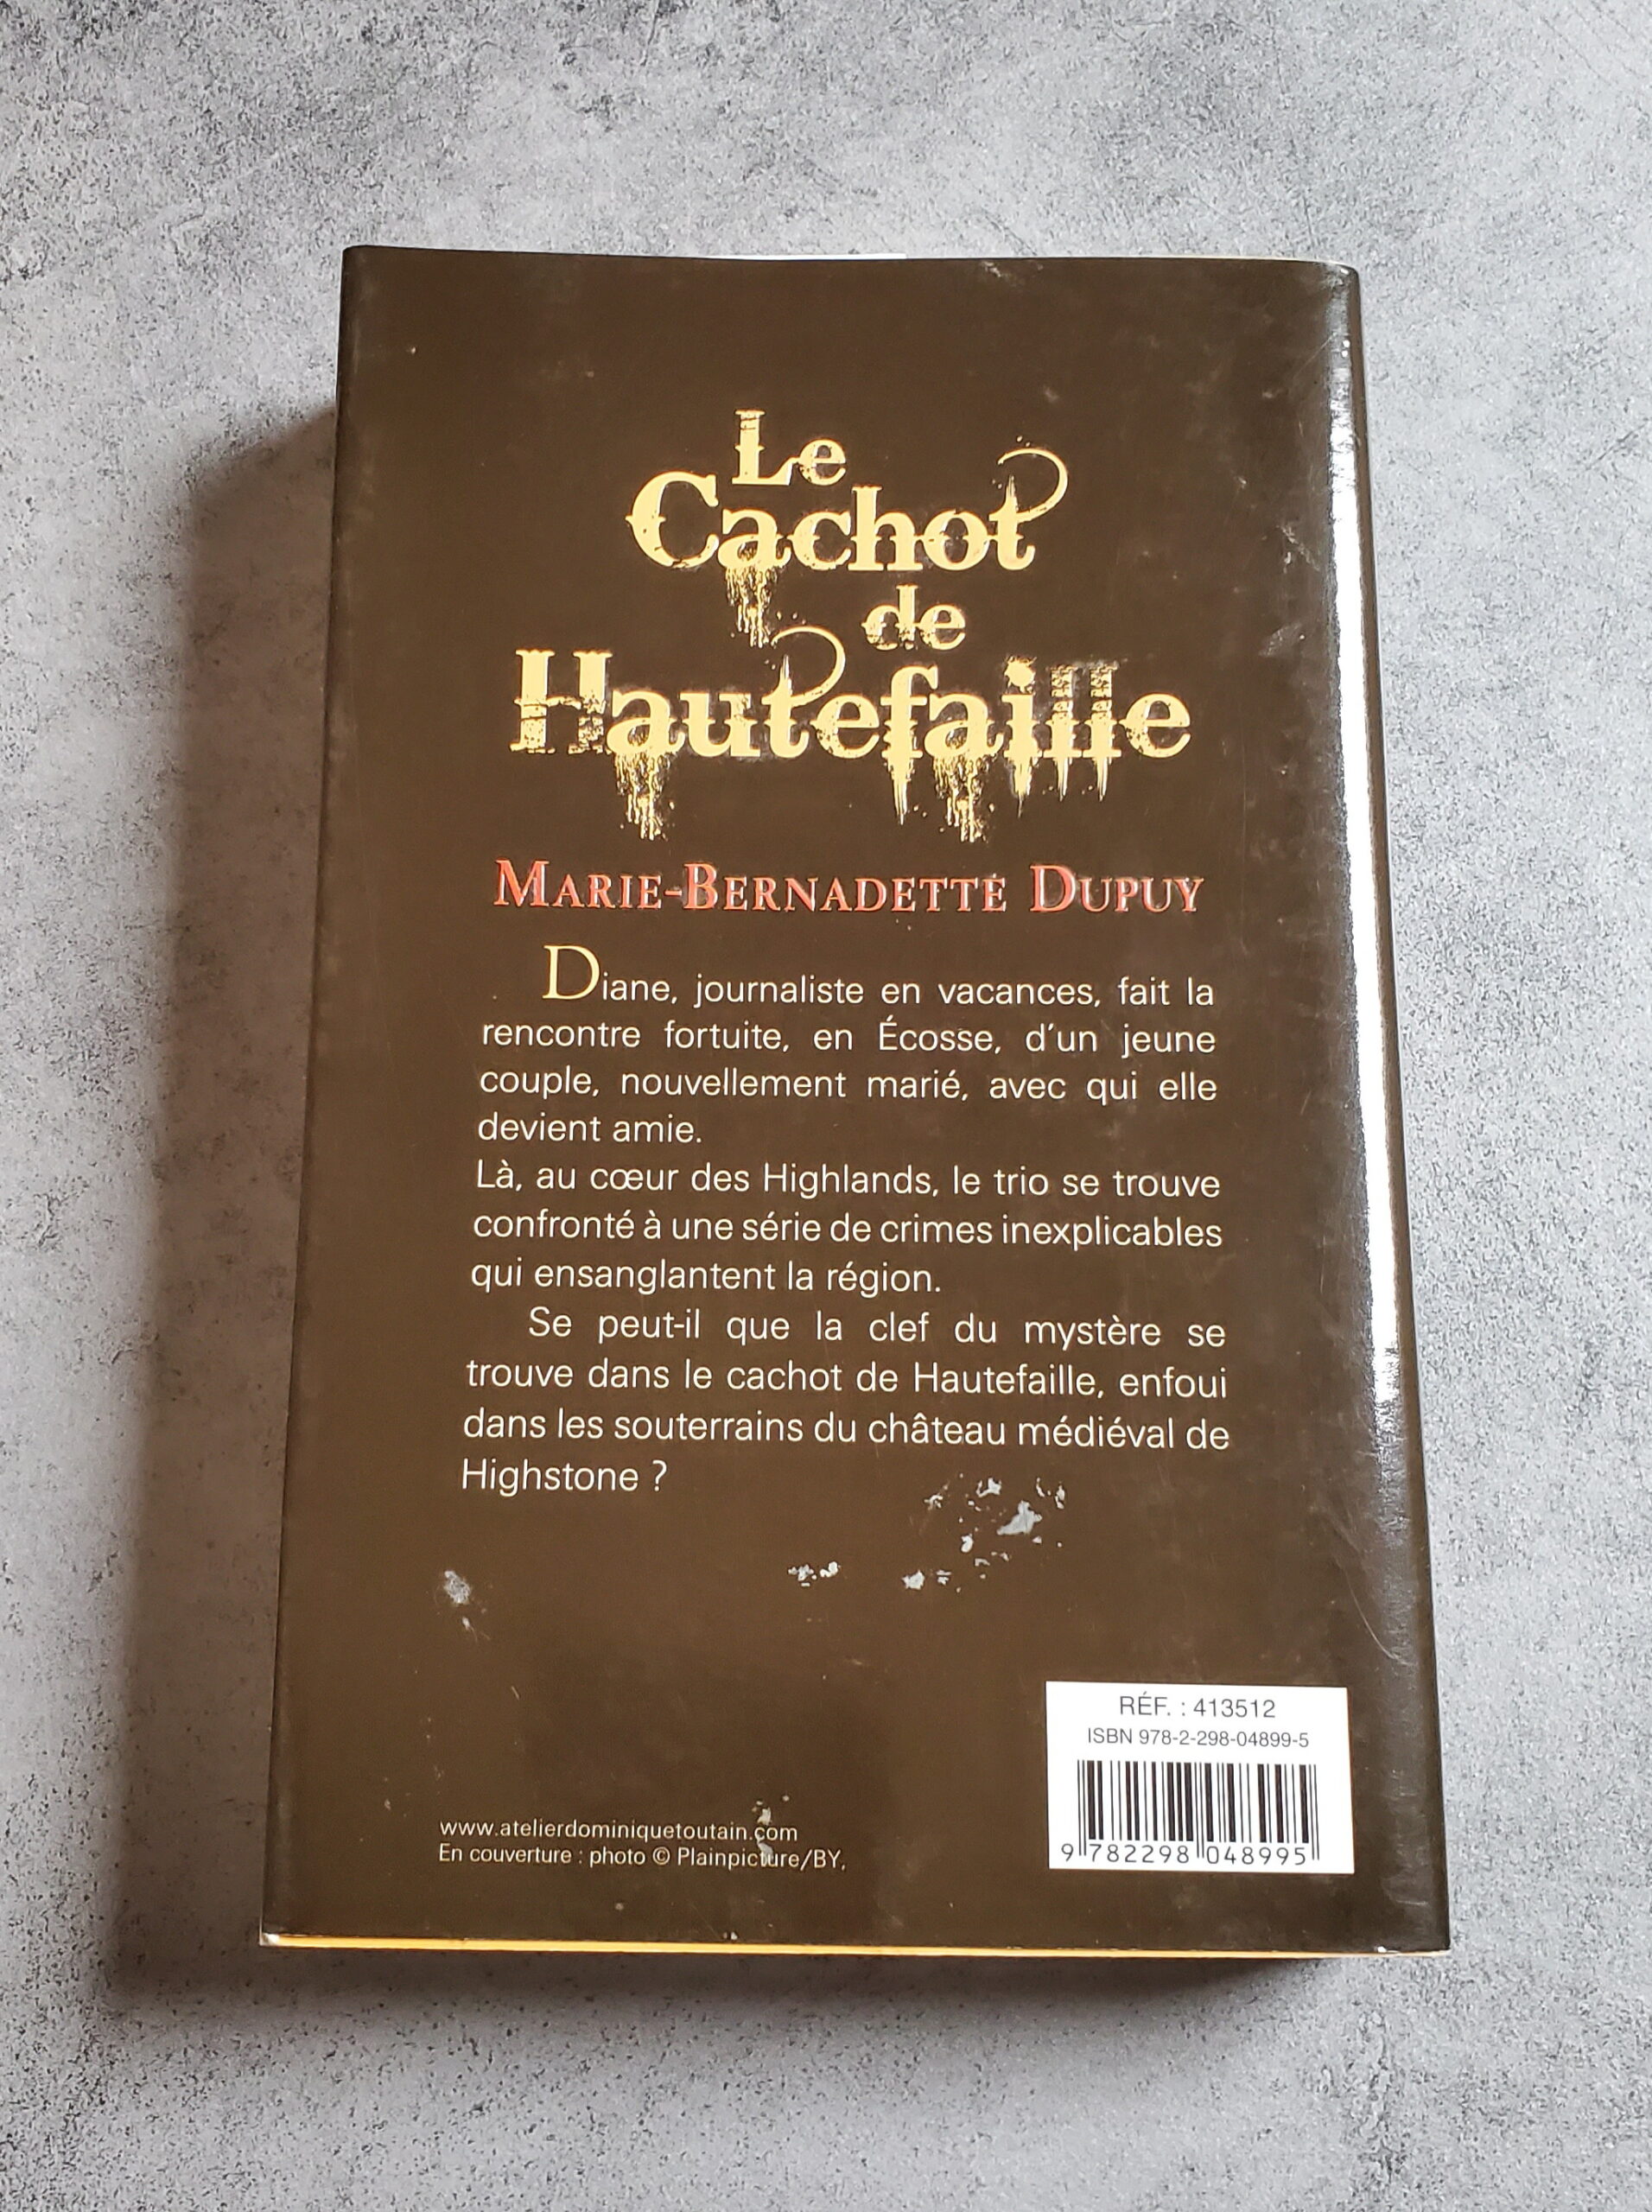 Le
Cachot
de
Hautefaille
MARIE-BERNADETTE DUPUY
Diane, journaliste en vacances, fait la
rencontre fortuite, en Écosse, d'un jeune
couple, nouvellement marié, avec qui elle
devient amie.
Là, au cœur des Highlands, le trio se trouve
confronté à une série de crimes inexplicables
qui ensanglantent la région.
Se peut-il que la clef du mystère se
trouve dans le cachot de Hautefaille, enfoui
dans les souterrains du château médiéval de
Highstone ?
RÉF. : 413512
ISBN 978-2-298-04899-5
9 782298 048995
www.atelierdominiquetoutain.com
En couverture : photo © Plainpicture/BY.